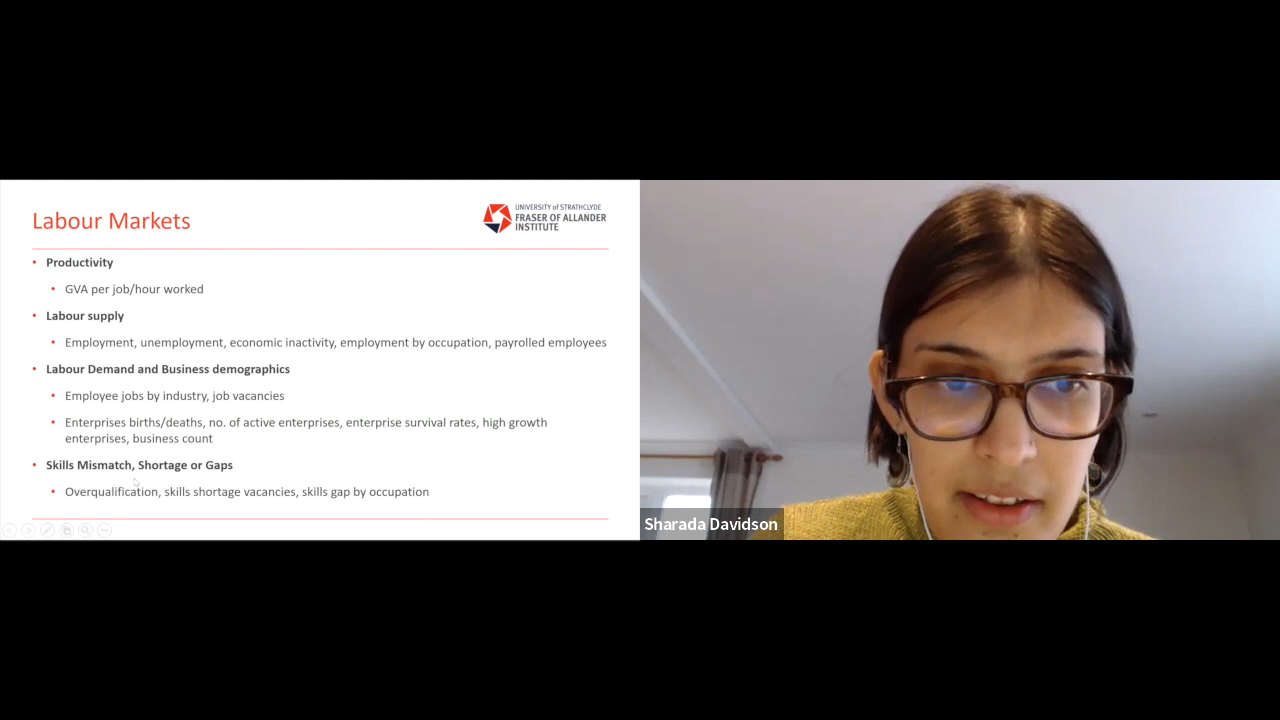 Labour Markets
UNIVERSITY of STRATHCLYDE
FRASER OF ALLANDER
INSTITUTE
• Productivity
• GVA per job/hour worked
• Labour supply
• Employment, unemployment, economic inactivity, employment by occupation, payrolled employees
• Labour Demand and Business demographics
• Employee jobs by industry, job vacancies
• Enterprises births/deaths, no. of active enterprises, enterprise survival rates, high growth
enterprises, business count
• Skills Mismatch, Shortage or Gaps
• Overqualification, skills shortage vacancies, skills gap by occupation
Sharada Davidson